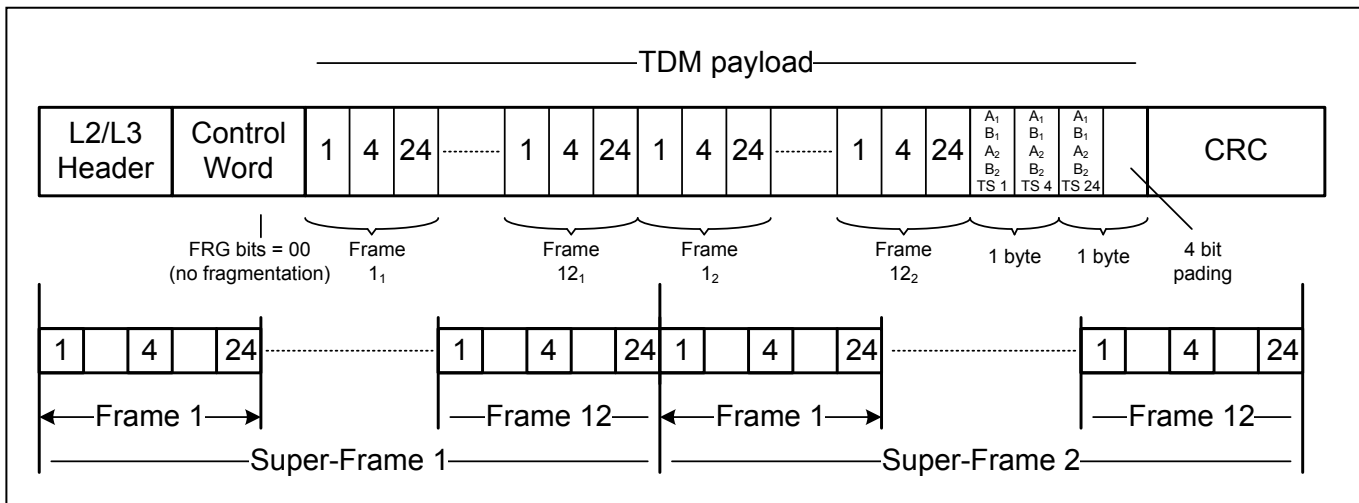 TDM payload
L2/L3 Header
Control Word
1 4 24 1 4 24 1 4 24 1 4 24
A1 B1 A2 B2 TS 1
A1 B1 A2 B2 TS 4
A1 B1 A2 B2 TS 24
CRC
FRG bits = 00
(no fragmentation)
Frame 1₁
Frame 12₁
Frame 1₂
Frame 12₂
1 byte
1 byte
4 bit pading
1 4 24 1 4 24 1 4 24 1 4 24
Frame 1
Frame 12
Frame 1
Frame 12
Super-Frame 1
Super-Frame 2